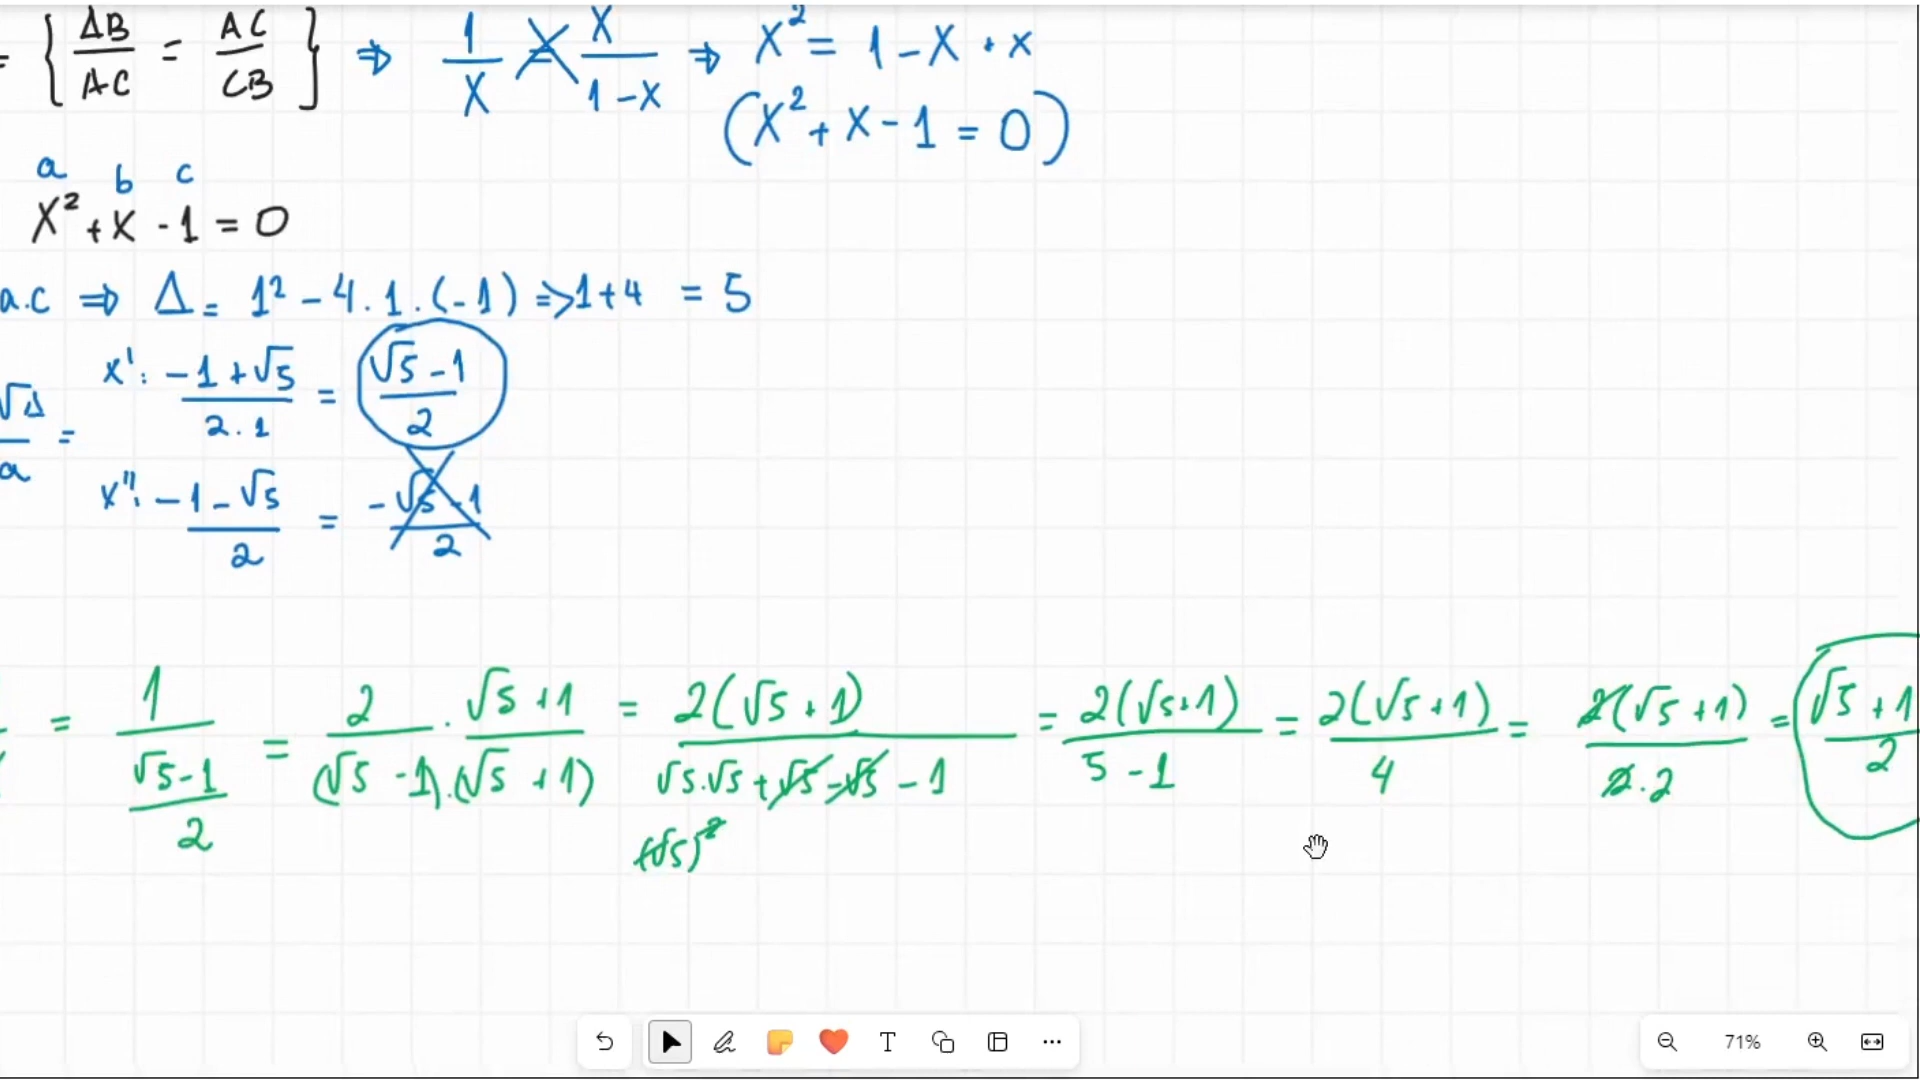 = { AB/AC = AC/CB } ⇒ 1/X = X/1-X ⇒ X² = 1-X · x
(X² + X - 1 = 0)
a b c
X² + X - 1 = 0
a.c ⇒ Δ = 1² - 4 . 1 . (-1) => 1+4 = 5
x': -1 + √5 / 2.1 = √5 - 1 / 2
√Δ / a =
x'': -1 - √5 / 2 = -√5 - 1 / 2
= 1 / (√5-1 / 2) = 2 / (√5 - 1) . √5 + 1 / (√5 + 1) = 2(√5 + 1) / √5.√5 + √5 - √5 - 1 = 2(√5+1) / 5 - 1 = 2(√5 + 1) / 4 = 2(√5 + 1) / 2.2 = √5 + 1 / 2
(√5)²
T
71%